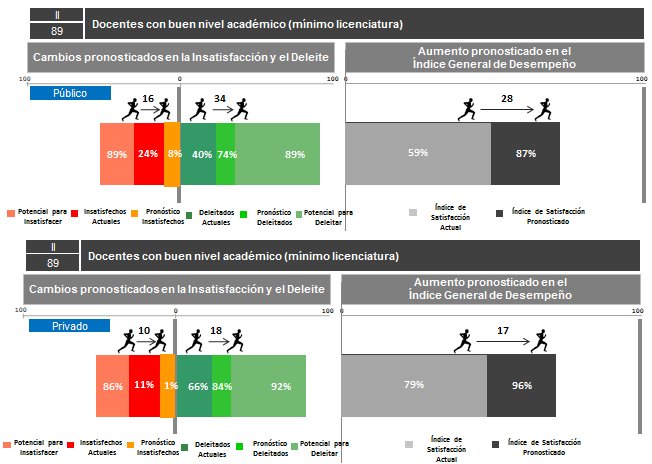 II
89
Docentes con buen nivel académico (mínimo licenciatura)
Cambios pronosticados en la Insatisfacción y el Deleite
Aumento pronosticado en el
Índice General de Desempeño
100 0 100 0 100
Público
16 34 28
89% 24% 8% 40% 74% 89% 59% 87%
Potencial para Insatisfacer
Insatisfechos Actuales
Pronóstico Insatisfechos
Deleitados Actuales
Pronóstico Deleitados
Potencial para Deleitar
Índice de Satisfacción Actual
Índice de Satisfacción Pronosticado
II
89
Docentes con buen nivel académico (mínimo licenciatura)
Cambios pronosticados en la Insatisfacción y el Deleite
Aumento pronosticado en el
Índice General de Desempeño
100 0 100 0 100
Privado
10 18 17
86% 11% 1% 66% 84% 92% 79% 96%
Potencial para Insatisfacer
Insatisfechos Actuales
Pronóstico Insatisfechos
Deleitados Actuales
Pronóstico Deleitados
Potencial para Deleitar
Índice de Satisfacción Actual
Índice de Satisfacción Pronosticado